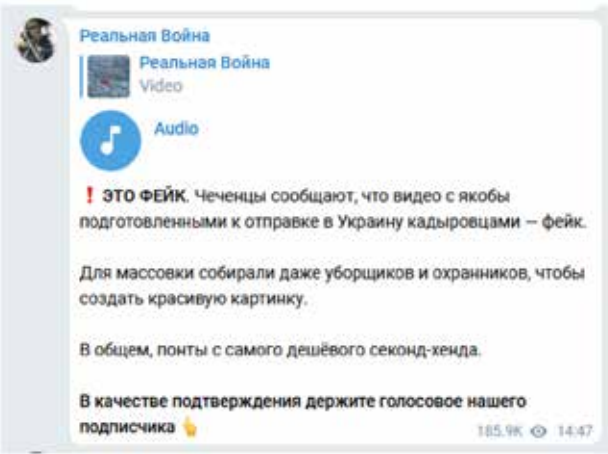 Реальная Война
Реальная Война
Video
Audio
❗ ЭТО ФЕЙК. Чеченцы сообщают, что видео с якобы
подготовленными к отправке в Украину кадыровцами — фейк.
Для массовки собирали даже уборщиков и охранников, чтобы
создать красивую картинку.
В общем, понты с самого дешёвого секонд-хенда.
В качестве подтверждения держите голосовое нашего
подписчика 👆
185.9K 14:47